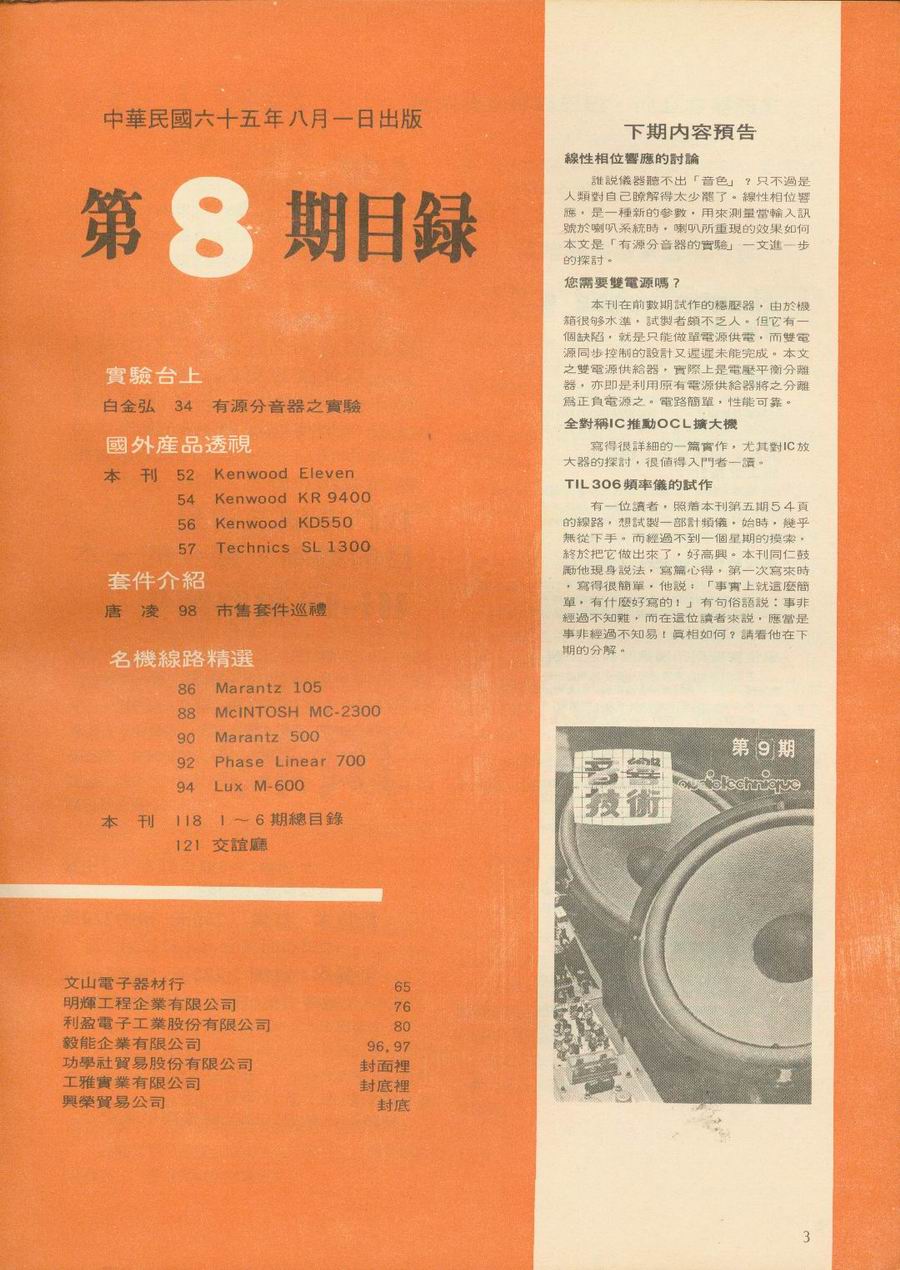 中華民國六十五年八月一日出版
第8期目録
實驗台上
白金弘 34 有源分音器之實驗
國外產品透視
本 刊 52 Kenwood Eleven
54 Kenwood KR 9400
56 Kenwood KD550
57 Technics SL 1300
套件介紹
唐 凌 98 市售套件巡禮
名機線路精選
86 Marantz 105
88 McINTOSH MC-2300
90 Marantz 500
92 Phase Linear 700
94 Lux M-600
本 刊 118 1～6期總目錄
121 交誼廳
文山電子器材行 65
明輝工程企業有限公司 76
利盈電子工業股份有限公司 80
毅能企業有限公司 96,97
功學社貿易股份有限公司 封面裡
工雅實業有限公司 封底裡
興榮貿易公司 封底
下期内容預告
線性相位響應的討論
誰説儀器聽不出「音色」？只不過是
人類對自己瞭解得太少罷了。線性相位響
應，是一種新的參數，用來測量當輸入訊
號於喇叭系統時，喇叭所重現的效果如何
本文是「有源分音器的實驗」一文進一步
的探討。
您需要雙電源嗎？
本刊在前數期試作的穩壓器，由於機
箱很够水準，試製者頗不乏人。但它有一
個缺陷，就是只能做單電源供電，而雙電
源同步控制的設計又遲遲未能完成。本文
之雙電源供給器，實際上是電壓平衡分離
器，亦即是利用原有電源供給器將之分離
爲正負電源之。電路簡單，性能可靠。
全對稱IC推動OCL擴大機
寫得很詳細的一篇實作，尤其對IC放
大器的探討，很值得入門者一讀。
TIL306頻率儀的試作
有一位讀者，照着本刊第五期54頁
的線路，想試製一部計頻儀，始時，幾乎
無從下手。而經過不到一個星期的摸索，
終於把它做出來了，好高興。本刊同仁鼓
勵他現身説法，寫篇心得，第一次寫來時
，寫得很簡單，他説：「事實上就這麼簡
單，有什麼好寫的！」有句俗語説：事非
經過不知難，而在這位讀者來説，應當是
事非經過不知易！眞相如何？請看他在下
期的分解。
第9期
音響
技術
audiotechnique
3